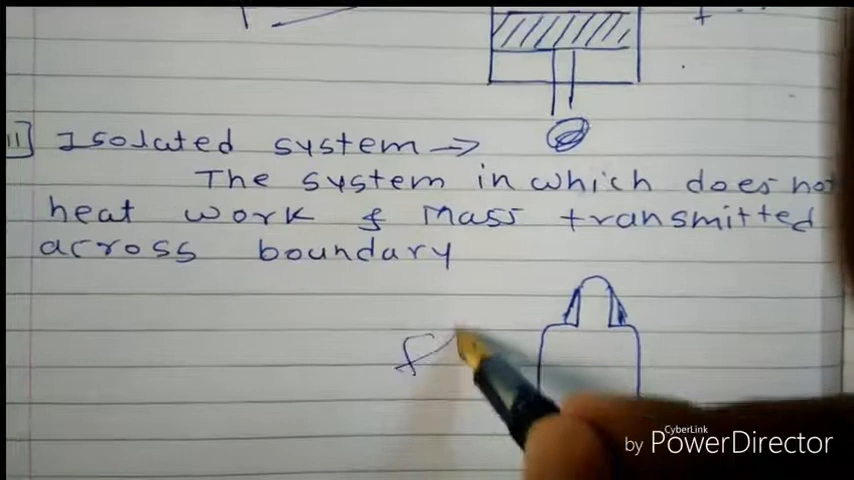 II] Isolated system →
The system in which does not
heat work & Mass transmitted
across boundary
CyberLink
by PowerDirector